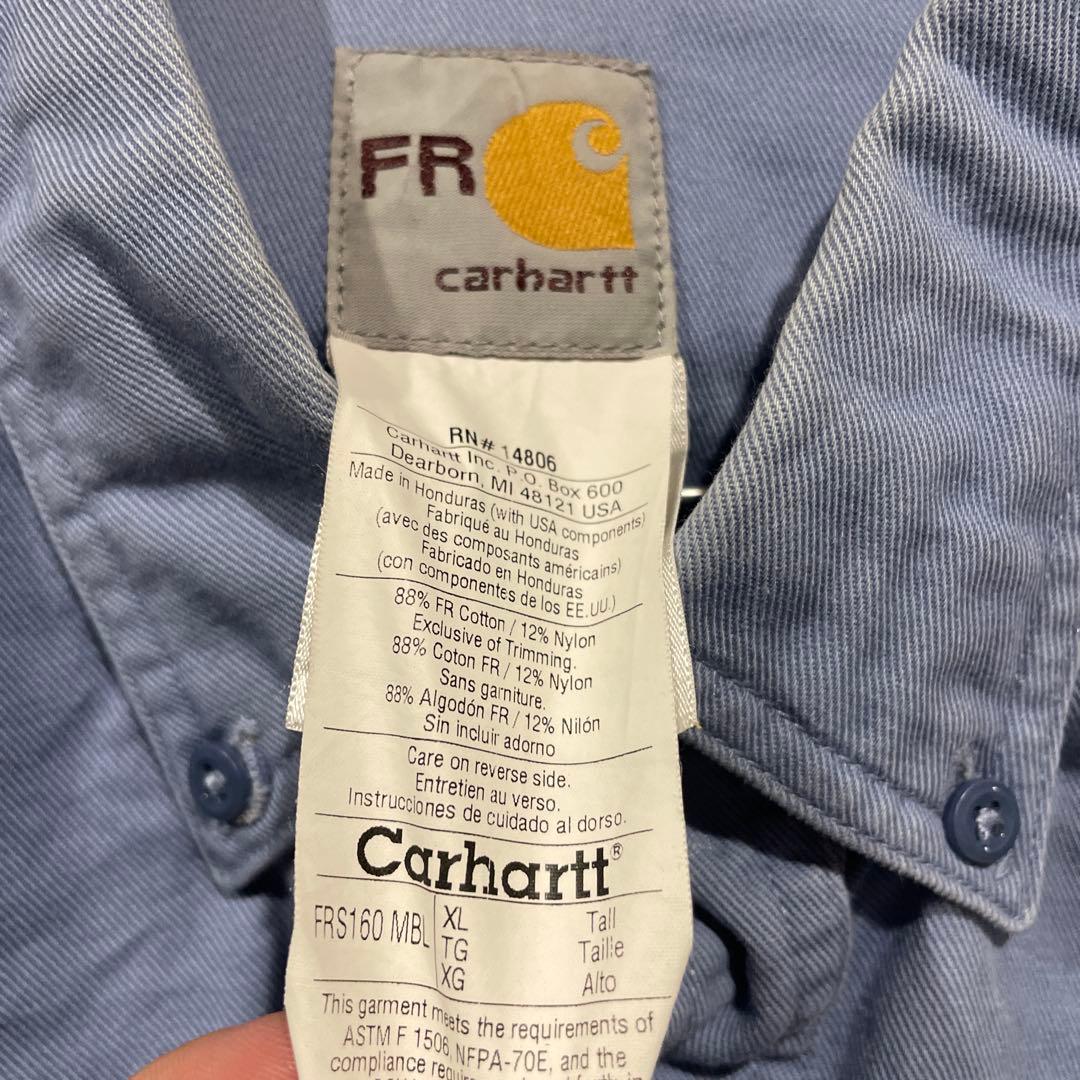 FR
carhartt
RN# 14806
Carhartt Inc. P.O. Box 600
Dearborn, MI 48121 USA
Made in Honduras (with USA components)
Fabriqué au Honduras
(avec des composants américains)
Fabricado en Honduras
(con componentes de los EE.UU.)
88% FR Cotton / 12% Nylon
Exclusive of Trimming.
88% Coton FR / 12% Nylon
Sans garniture.
88% Algodón FR / 12% Nilón
Sin incluir adorno
Care on reverse side.
Entretien au verso.
Instrucciones de cuidado al dorso.
Carhartt®
FRS160 MBL XL Tall
TG Taille
XG Alto
This garment meets the requirements of
ASTM F 1506, NFPA-70E, and the
compliance